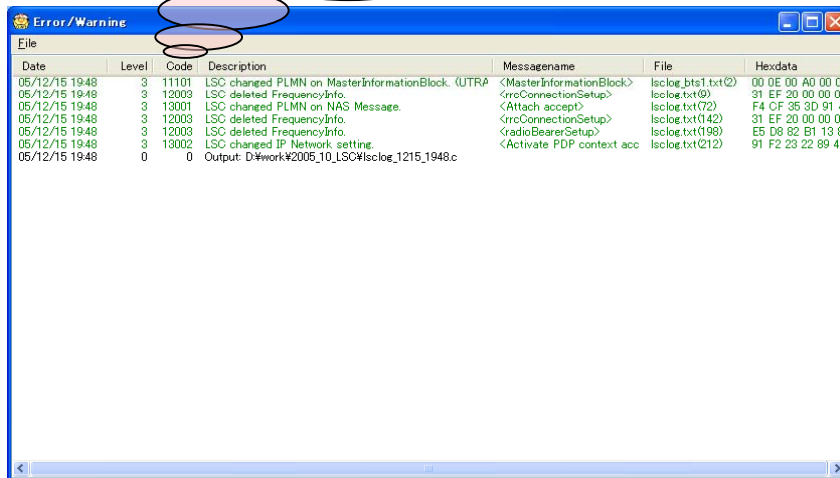 Error/Warning
File
Date Level Code Description Messagename File Hexdata
05/12/15 19:48 3 11101 LSC changed PLMN on MasterInformationBlock. (UTRA <MasterInformationBlock> lsclog_bts1.txt(2) 00 0E 00 A0 00
05/12/15 19:48 3 12003 LSC deleted FrequencyInfo. <rrcConnectionSetup> lsclog.txt(9) 31 EF 20 00 00
05/12/15 19:48 3 13001 LSC changed PLMN on NAS Message. <Attach accept> lsclog.txt(72) F4 CF 35 3D 91
05/12/15 19:48 3 12003 LSC deleted FrequencyInfo. <rrcConnectionSetup> lsclog.txt(142) 31 EF 20 00 00
05/12/15 19:48 3 12003 LSC deleted FrequencyInfo. <radioBearerSetup> lsclog.txt(198) E5 D8 82 B1 13
05/12/15 19:48 3 13002 LSC changed IP Network setting. <Activate PDP context acc lsclog.txt(212) 91 F2 23 22 89
05/12/15 19:48 0 0 Output: D:¥work¥2005_10_LSC¥lsclog_1215_1948.c